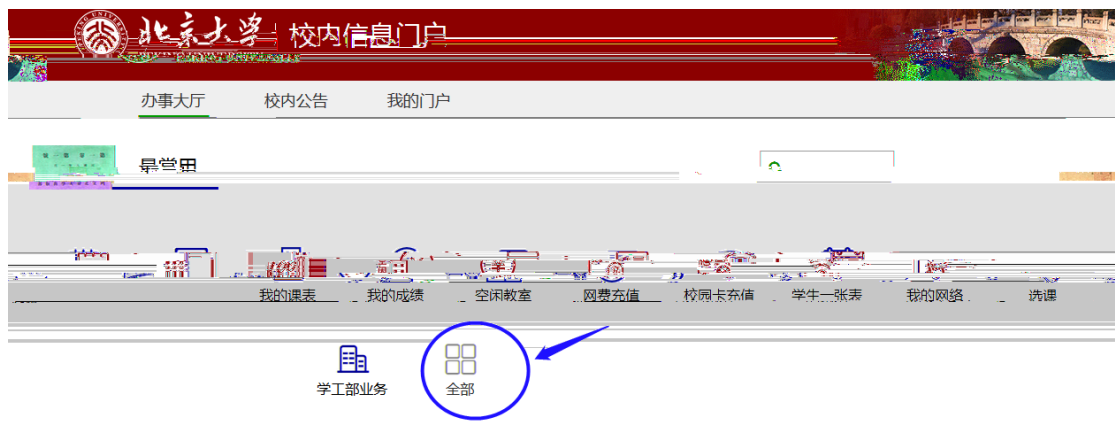 北京大学 校内信息门户
办事大厅 校内公告 我的门户
最常用
我的课表 我的成绩 空闲教室 网费充值 校园卡充值 学生一张表 我的网络 选课
学工部业务 全部